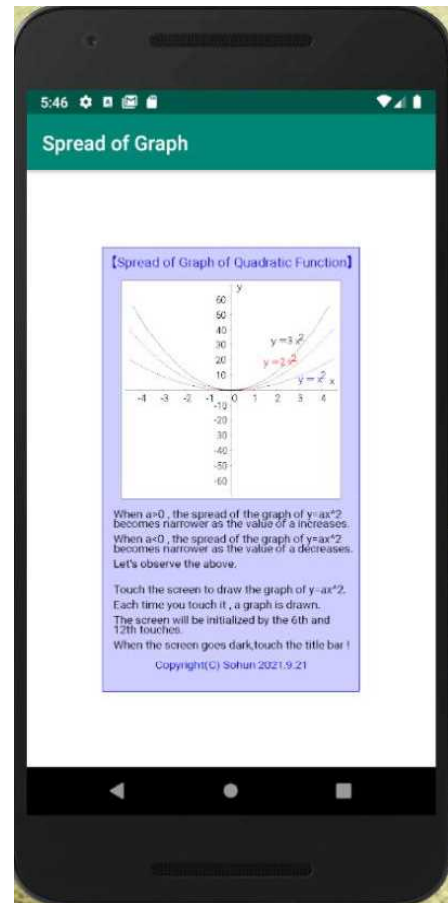 5:46
Spread of Graph
【Spread of Graph of Quadratic Function】
y
60
50
40
30
20
10
y=3x²
y=2x²
y=x² x
-4 -3 -2 -1 0 1 2 3 4
-10
-20
-30
-40
-50
-60
When a>0 , the spread of the graph of y=ax^2
becomes narrower as the value of a increases.
When a<0 , the spread of the graph of y=ax^2
becomes narrower as the value of a decreases.
Let's observe the above.
Touch the screen to draw the graph of y=ax^2.
Each time you touch it , a graph is drawn.
The screen will be initialized by the 6th and
12th touches.
When the screen goes dark,touch the title bar !
Copyright(C) Sohun 2021.9.21